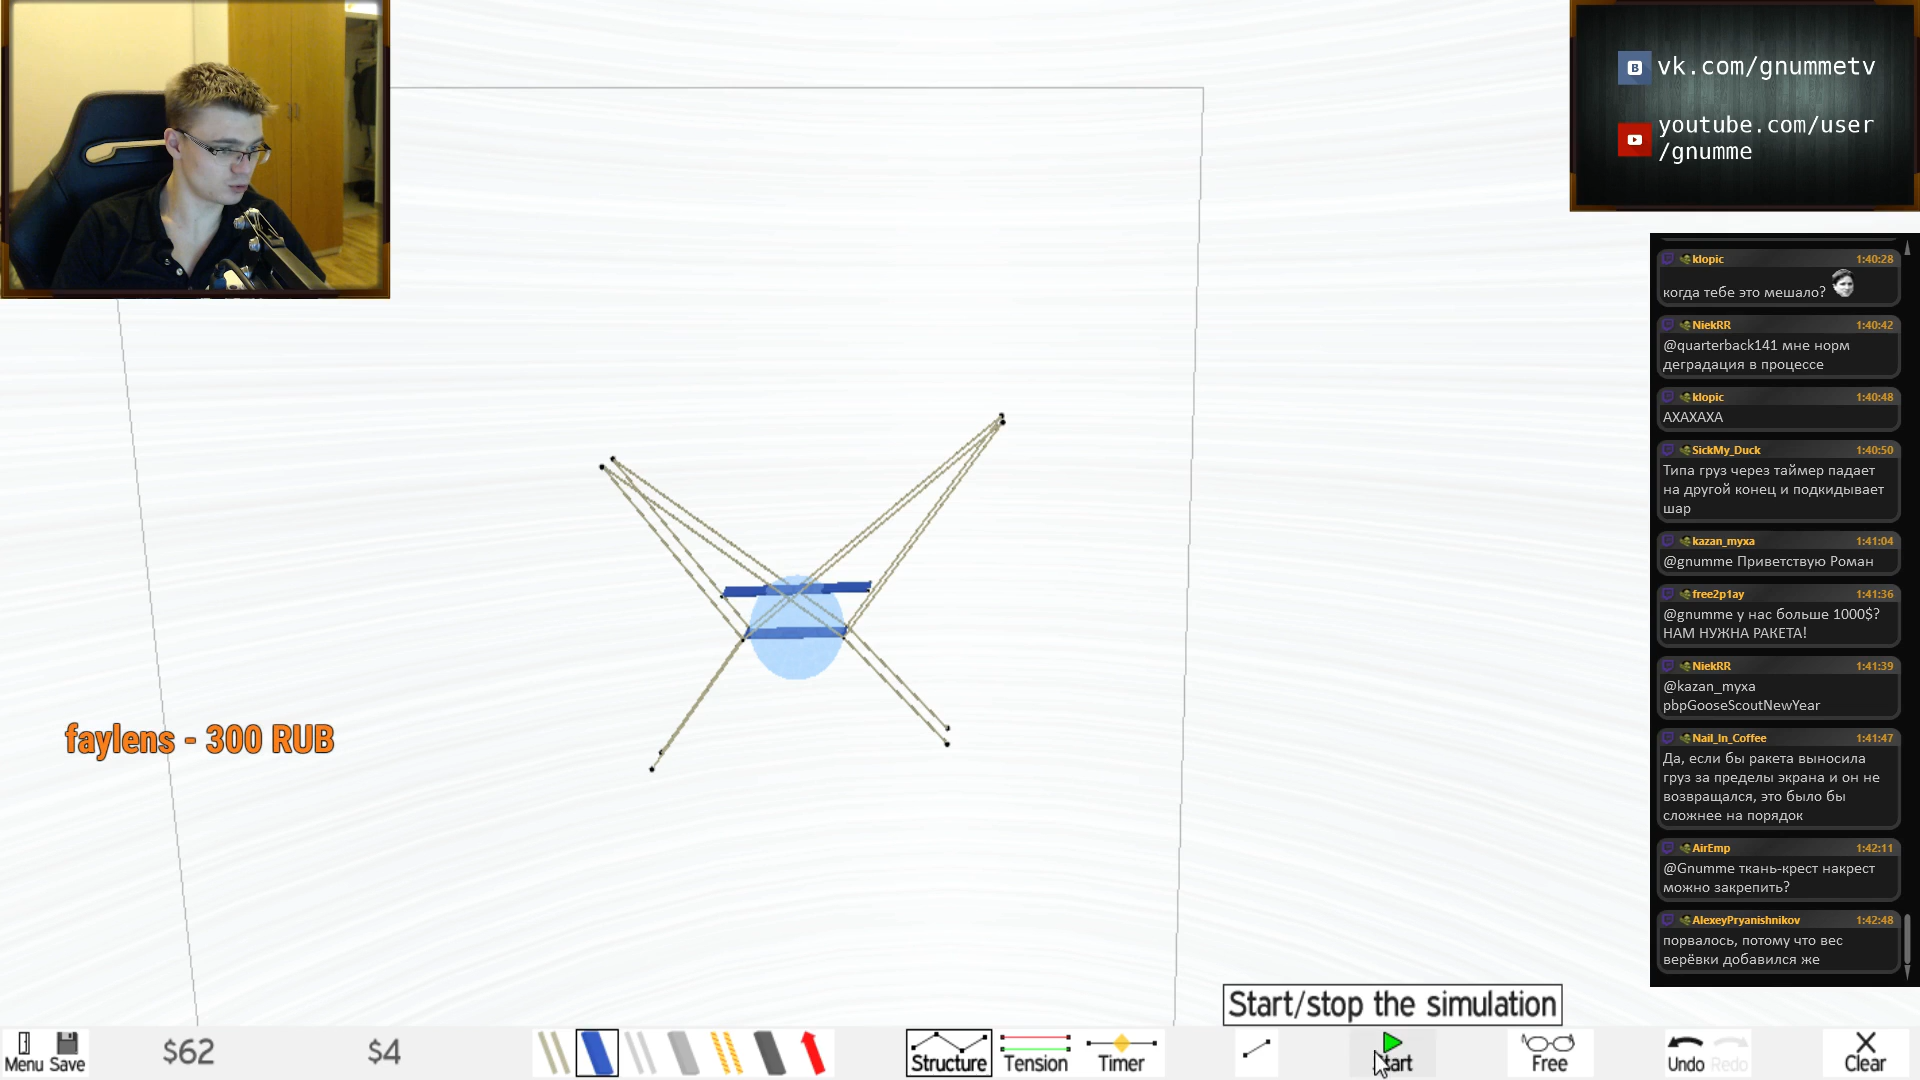 vk.com/gnummetv
youtube.com/user
/gnumme
klopic 1:40:28
когда тебе это мешало?
NiekRR 1:40:42
@quarterback141 мне норм
деградация в процессе
klopic 1:40:48
АХАХАХА
SickMy_Duck 1:40:50
Типа груз через таймер падает
на другой конец и подкидывает
шар
kazan_myxa 1:41:04
@gnumme Приветствую Роман
free2p1ay 1:41:36
@gnumme у нас больше 1000$?
НАМ НУЖНА РАКЕТА!
NiekRR 1:41:39
@kazan_myxa
pbpGooseScoutNewYear
Nail_In_Coffee 1:41:47
Да, если бы ракета выносила
груз за пределы экрана и он не
возвращался, это было бы
сложнее на порядок
AirEmp 1:42:11
@Gnumme ткань-крест накрест
можно закрепить?
AlexeyPryanishnikov 1:42:48
порвалось, потому что вес
верёвки добавился же
faylens - 300 RUB
Start/stop the simulation
Menu Save $62 $4 Structure Tension Timer Start Free Undo Redo Clear